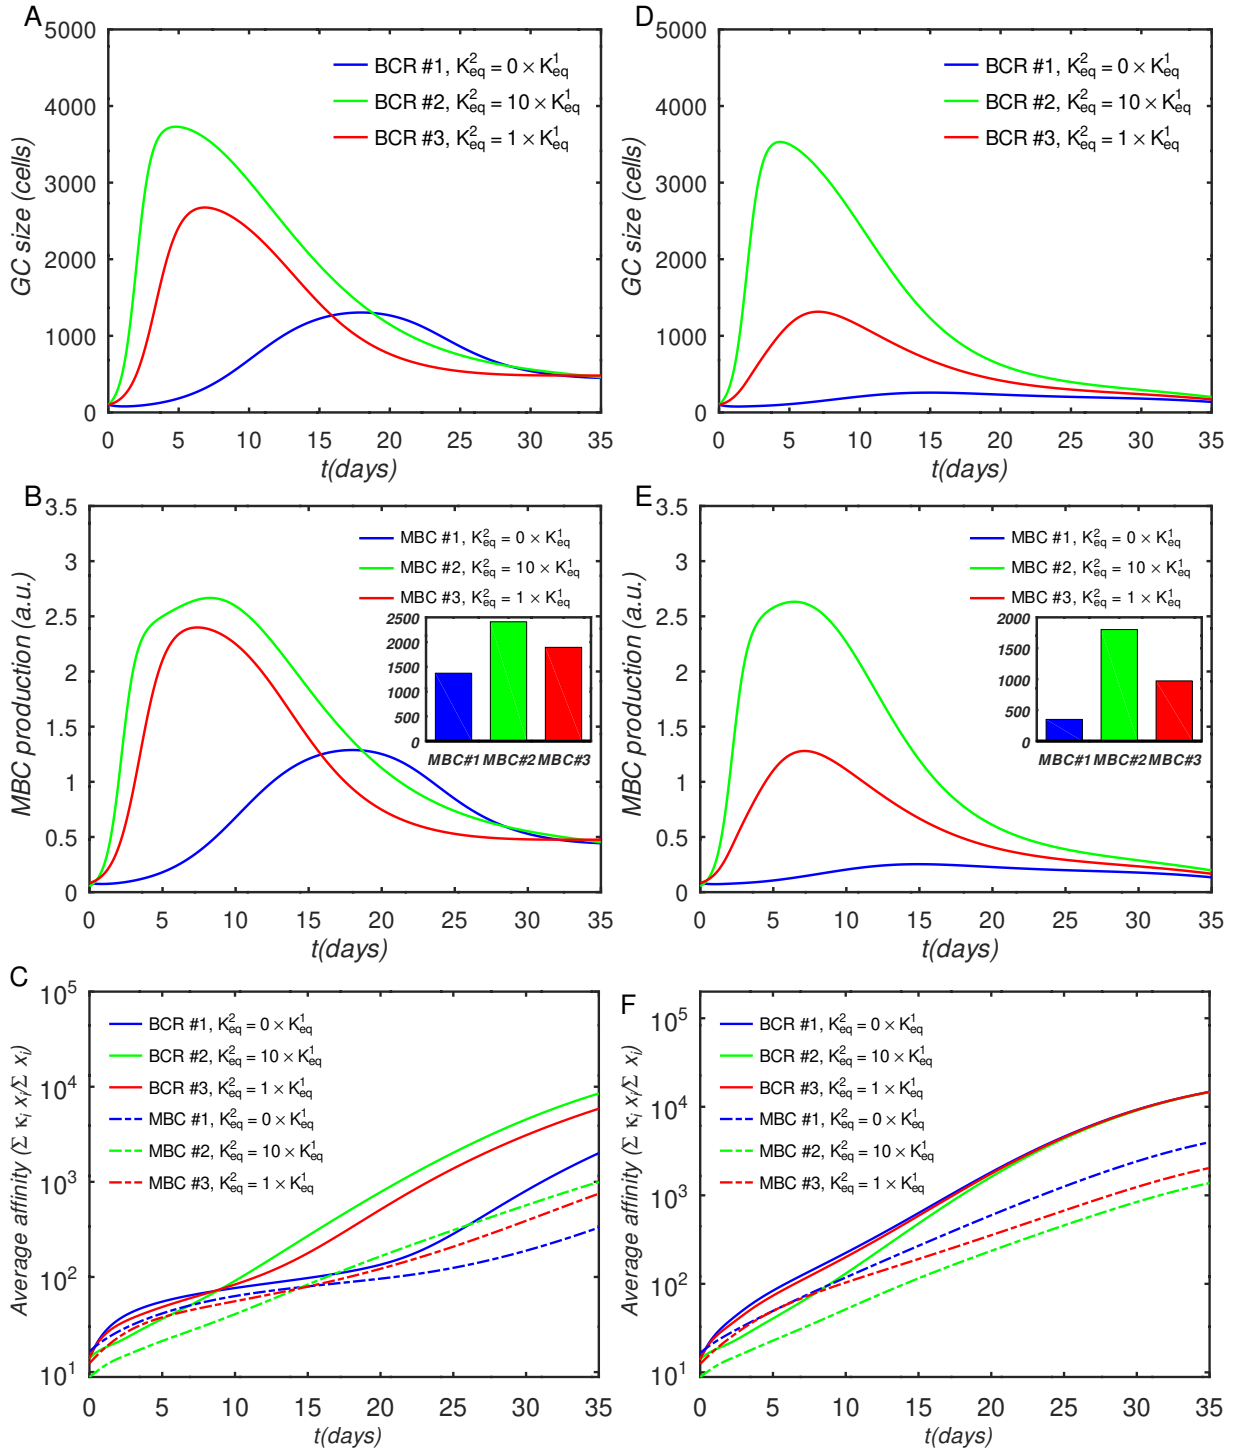 A
5000
4000
3000
2000
1000
0
GC size (cells)
0 5 10 15 20 25 30 35
t(days)
BCR #1, K²eq = 0 × K¹eq
BCR #2, K²eq = 10 × K¹eq
BCR #3, K²eq = 1 × K¹eq
D
5000
4000
3000
2000
1000
0
GC size (cells)
0 5 10 15 20 25 30 35
t(days)
BCR #1, K²eq = 0 × K¹eq
BCR #2, K²eq = 10 × K¹eq
BCR #3, K²eq = 1 × K¹eq
B
3.5
3
2.5
2
1.5
1
0.5
0
MBC production (a.u.)
0 5 10 15 20 25 30 35
t(days)
MBC #1, K²eq = 0 × K¹eq
MBC #2, K²eq = 10 × K¹eq
MBC #3, K²eq = 1 × K¹eq
2500
2000
1500
1000
500
0
MBC#1 MBC#2 MBC#3
E
3.5
3
2.5
2
1.5
1
0.5
0
MBC production (a.u.)
0 5 10 15 20 25 30 35
t(days)
MBC #1, K²eq = 0 × K¹eq
MBC #2, K²eq = 10 × K¹eq
MBC #3, K²eq = 1 × K¹eq
2000
1500
1000
500
0
MBC#1 MBC#2 MBC#3
C
10⁵
10⁴
10³
10²
10¹
Average affinity (Σ κᵢ xᵢ/Σ xᵢ)
0 5 10 15 20 25 30 35
t(days)
BCR #1, K²eq = 0 × K¹eq
BCR #2, K²eq = 10 × K¹eq
BCR #3, K²eq = 1 × K¹eq
MBC #1, K²eq = 0 × K¹eq
MBC #2, K²eq = 10 × K¹eq
MBC #3, K²eq = 1 × K¹eq
F
10⁵
10⁴
10³
10²
10¹
Average affinity (Σ κᵢ xᵢ/Σ xᵢ)
0 5 10 15 20 25 30 35
t(days)
BCR #1, K²eq = 0 × K¹eq
BCR #2, K²eq = 10 × K¹eq
BCR #3, K²eq = 1 × K¹eq
MBC #1, K²eq = 0 × K¹eq
MBC #2, K²eq = 10 × K¹eq
MBC #3, K²eq = 1 × K¹eq